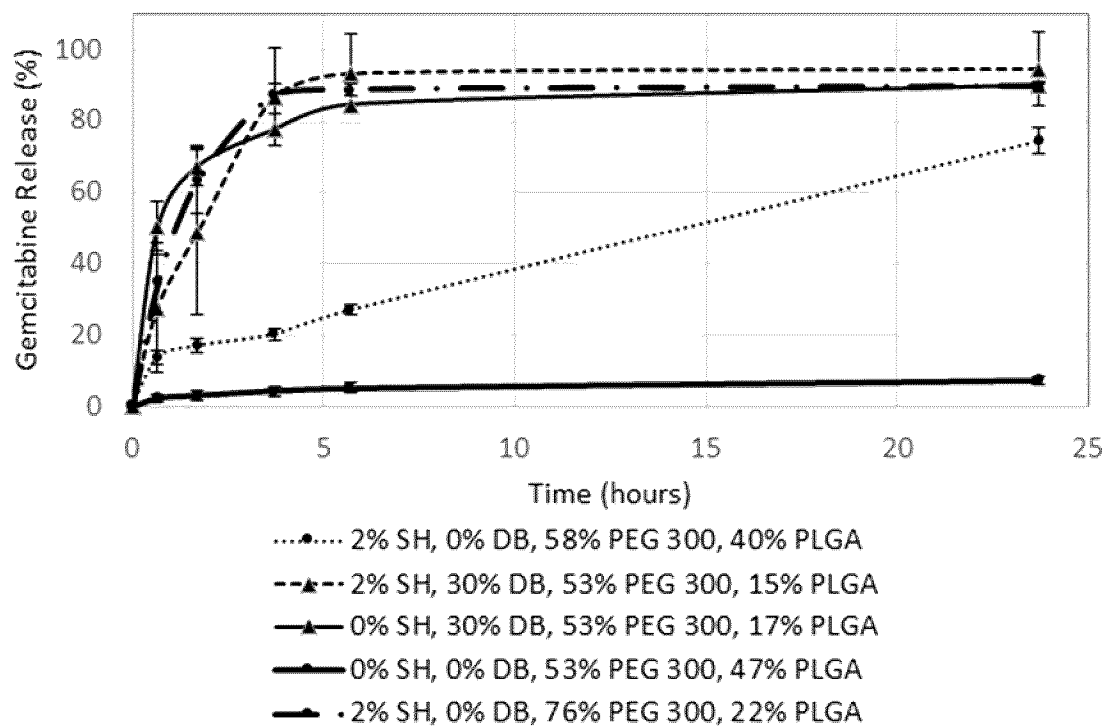 Gemcitabine Release (%)
100
80
60
40
20
0
0 5 10 15 20 25
Time (hours)
2% SH, 0% DB, 58% PEG 300, 40% PLGA
2% SH, 30% DB, 53% PEG 300, 15% PLGA
0% SH, 30% DB, 53% PEG 300, 17% PLGA
0% SH, 0% DB, 53% PEG 300, 47% PLGA
2% SH, 0% DB, 76% PEG 300, 22% PLGA